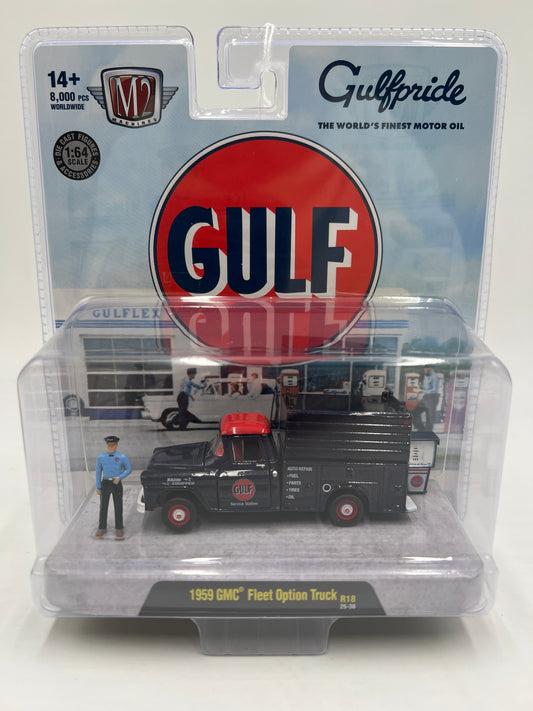 14+
8,000 PCS
WORLDWIDE
M2
MACHINES
DIE CAST FIGURES
1:64
SCALE
& ACCESSORIES
Gulfpride
THE WORLD'S FINEST MOTOR OIL
GULF
GULFLEX
AUTO REPAIR
• FUEL
• PARTS
• TIRES
• OIL
RADIO
EQUIPPED
GULF
Service Station
1959 GMC® Fleet Option Truck R18
25-38